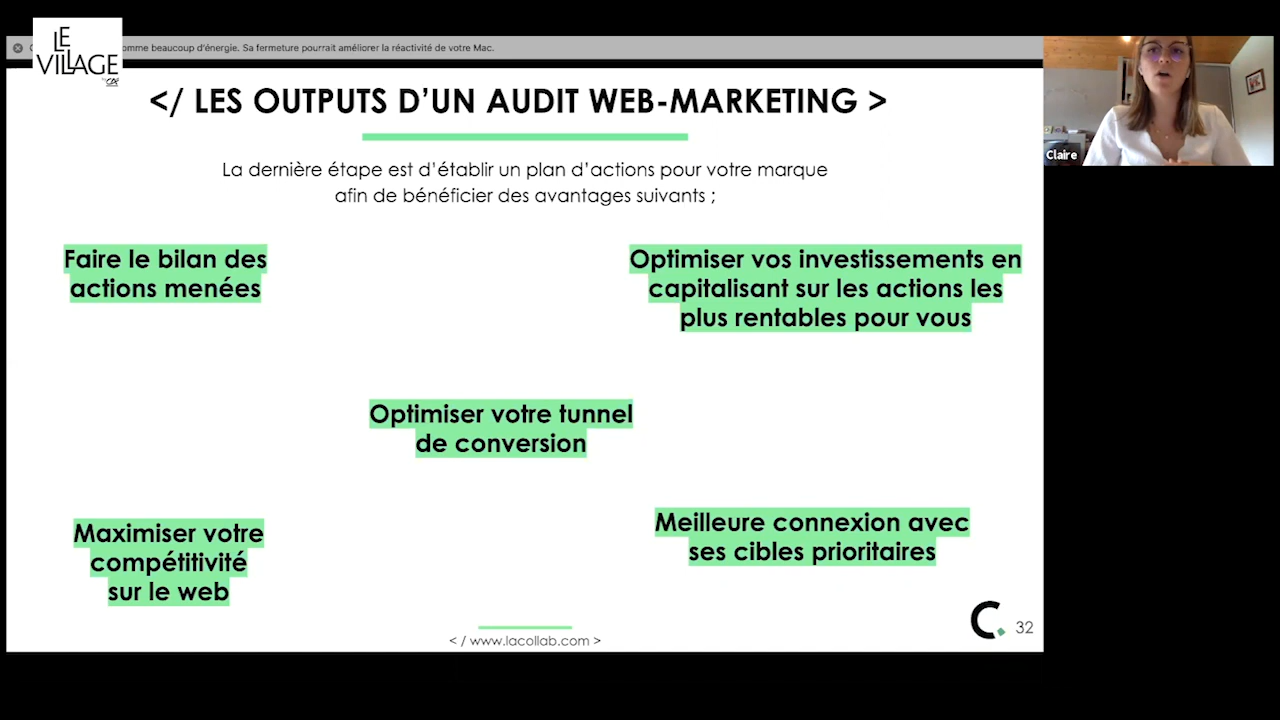 LE
VILLAGE
by CA
omme beaucoup d'énergie. Sa fermeture pourrait améliorer la réactivité de votre Mac.
</ LES OUTPUTS D'UN AUDIT WEB-MARKETING >
La dernière étape est d'établir un plan d'actions pour votre marque
afin de bénéficier des avantages suivants ;
Faire le bilan des
actions menées
Optimiser vos investissements en
capitalisant sur les actions les
plus rentables pour vous
Optimiser votre tunnel
de conversion
Maximiser votre
compétitivité
sur le web
Meilleure connexion avec
ses cibles prioritaires
< / www.lacollab.com >
C.
32
Claire